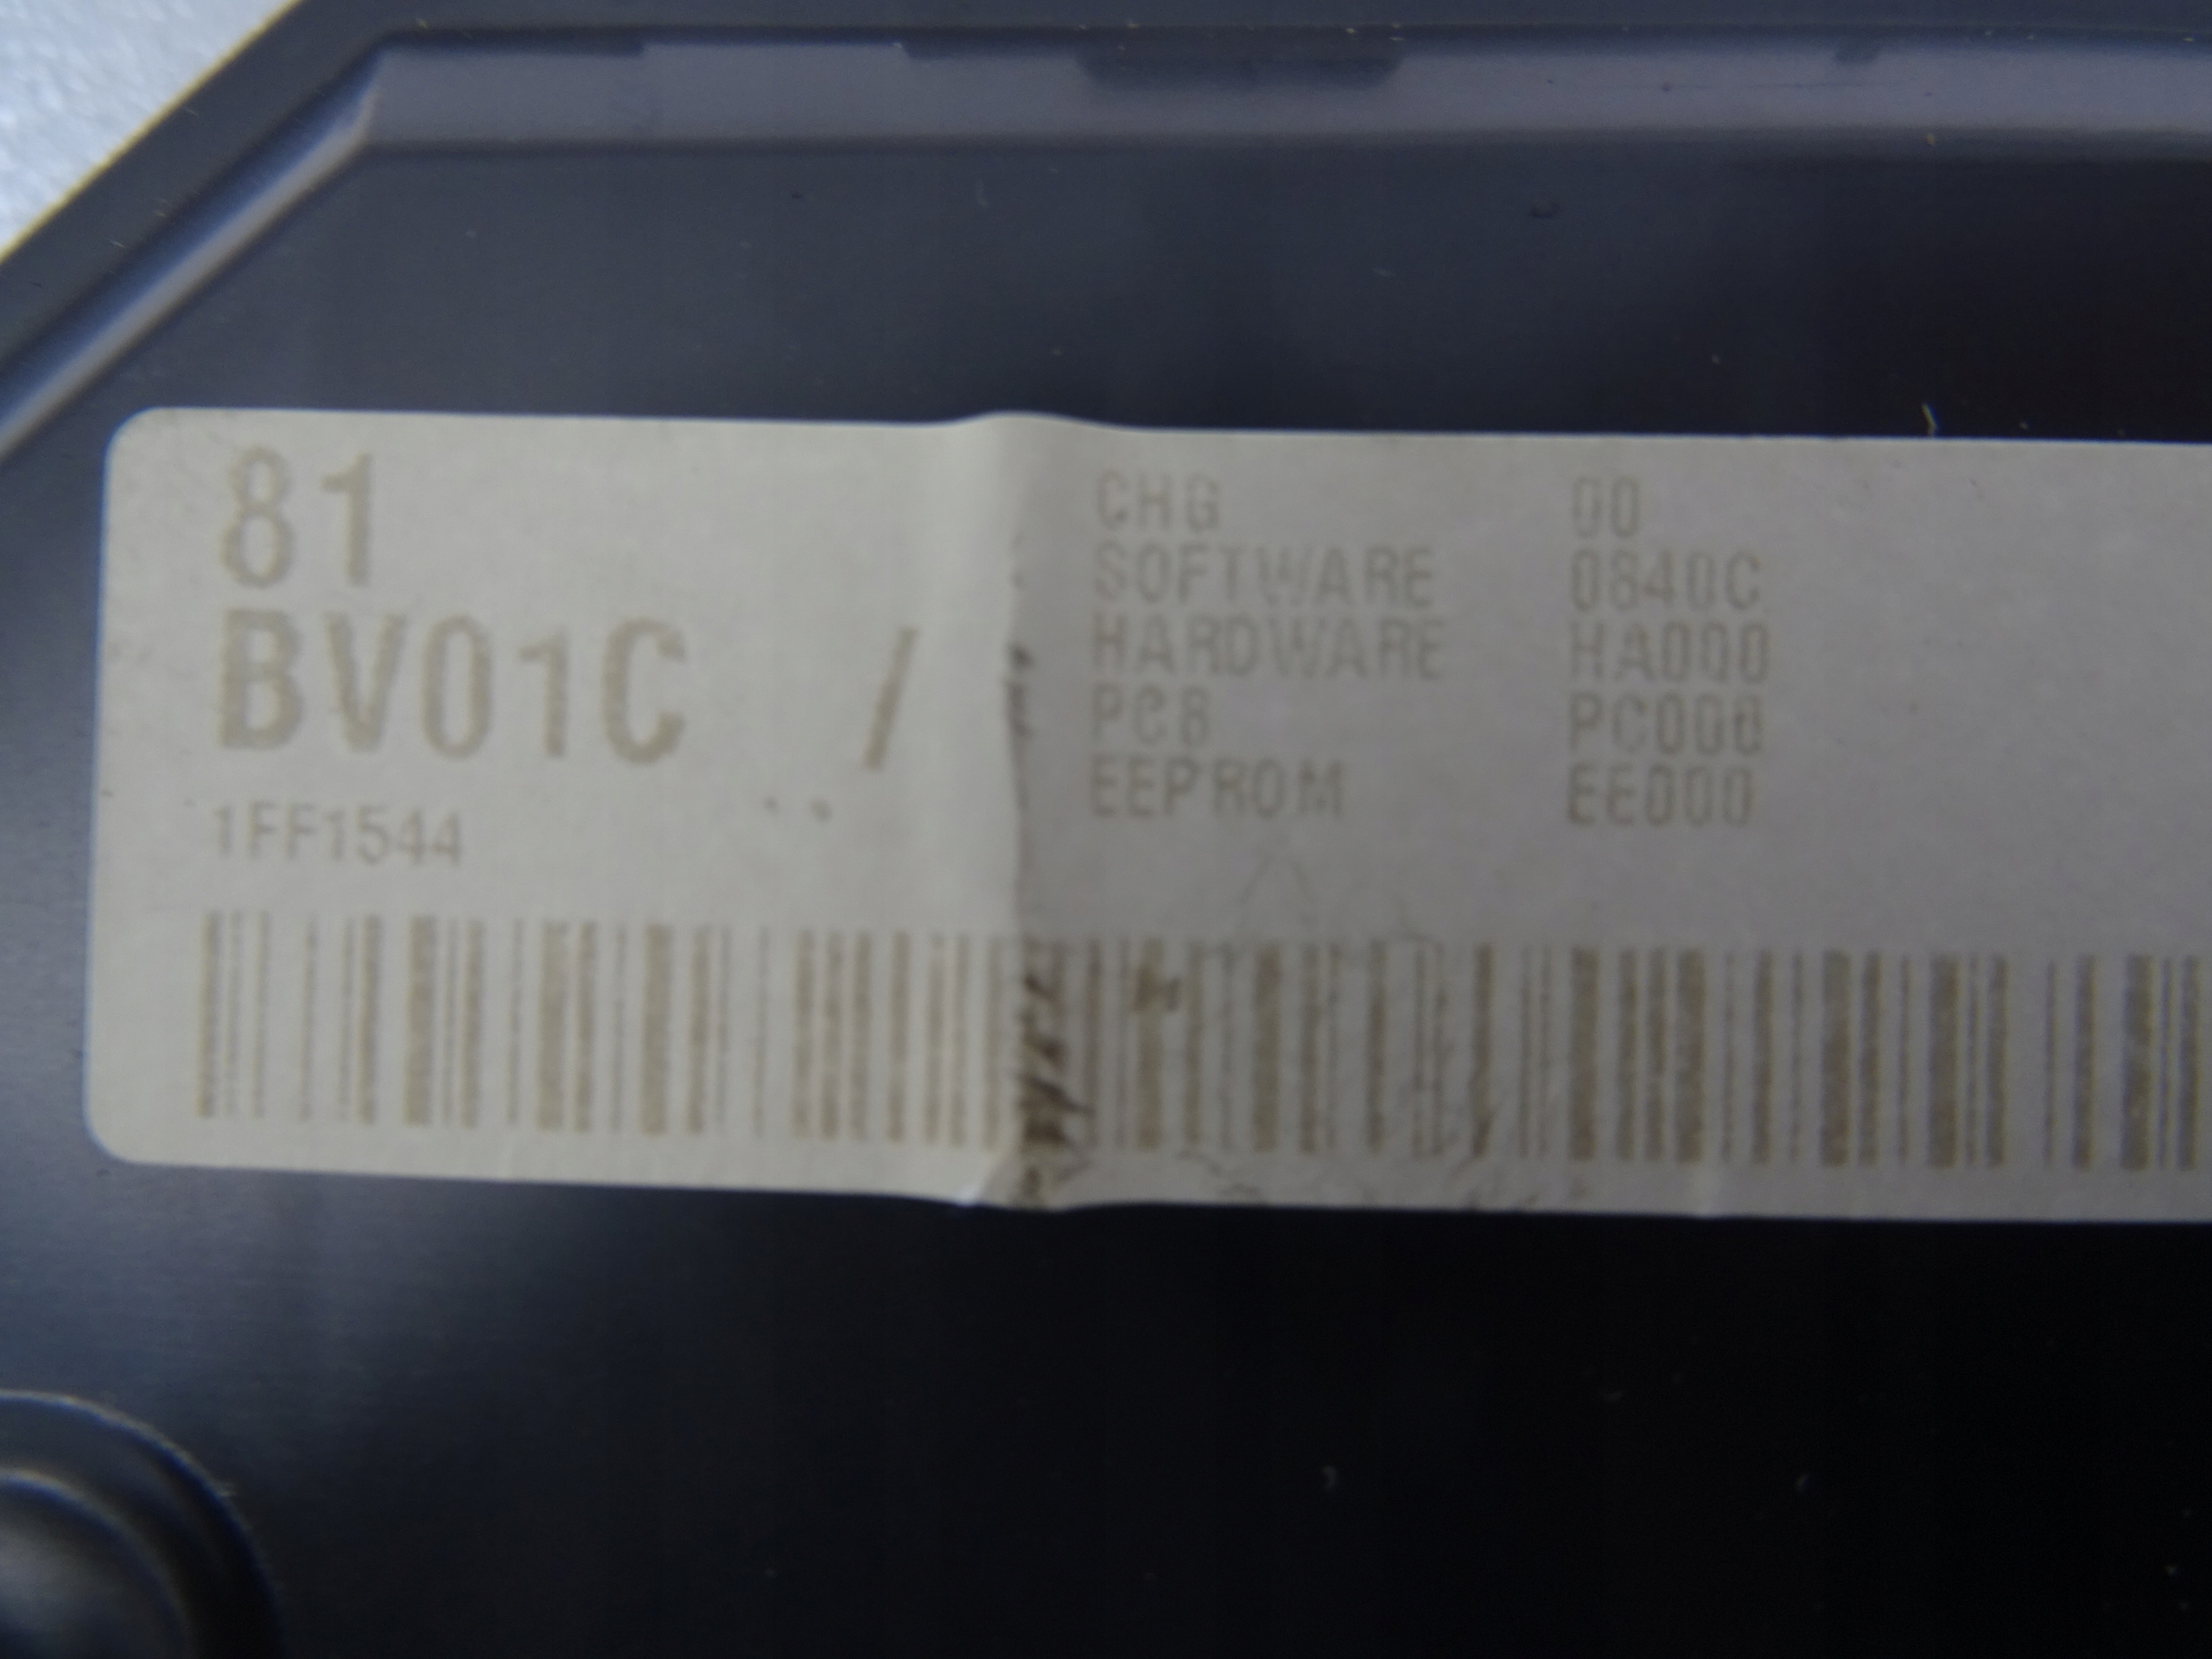 81
BV01C /
1FF1544
CHG 00
SOFTWARE 0840C
HARDWARE HA000
PCB PC000
EEPROM EE000